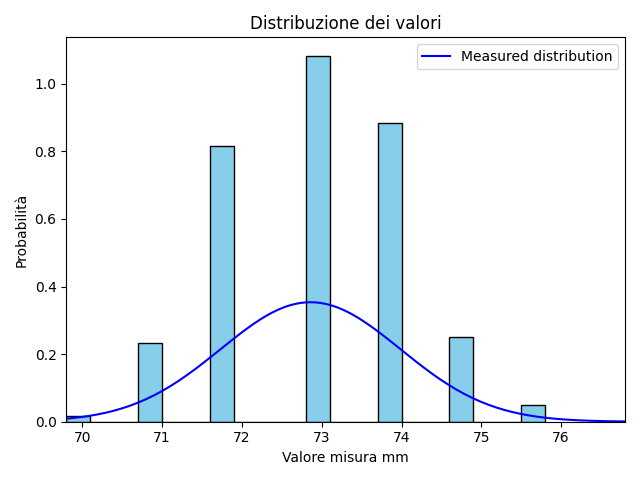 Distribuzione dei valori
Measured distribution
Probabilità
1.0
0.8
0.6
0.4
0.2
0.0
70 71 72 73 74 75 76
Valore misura mm